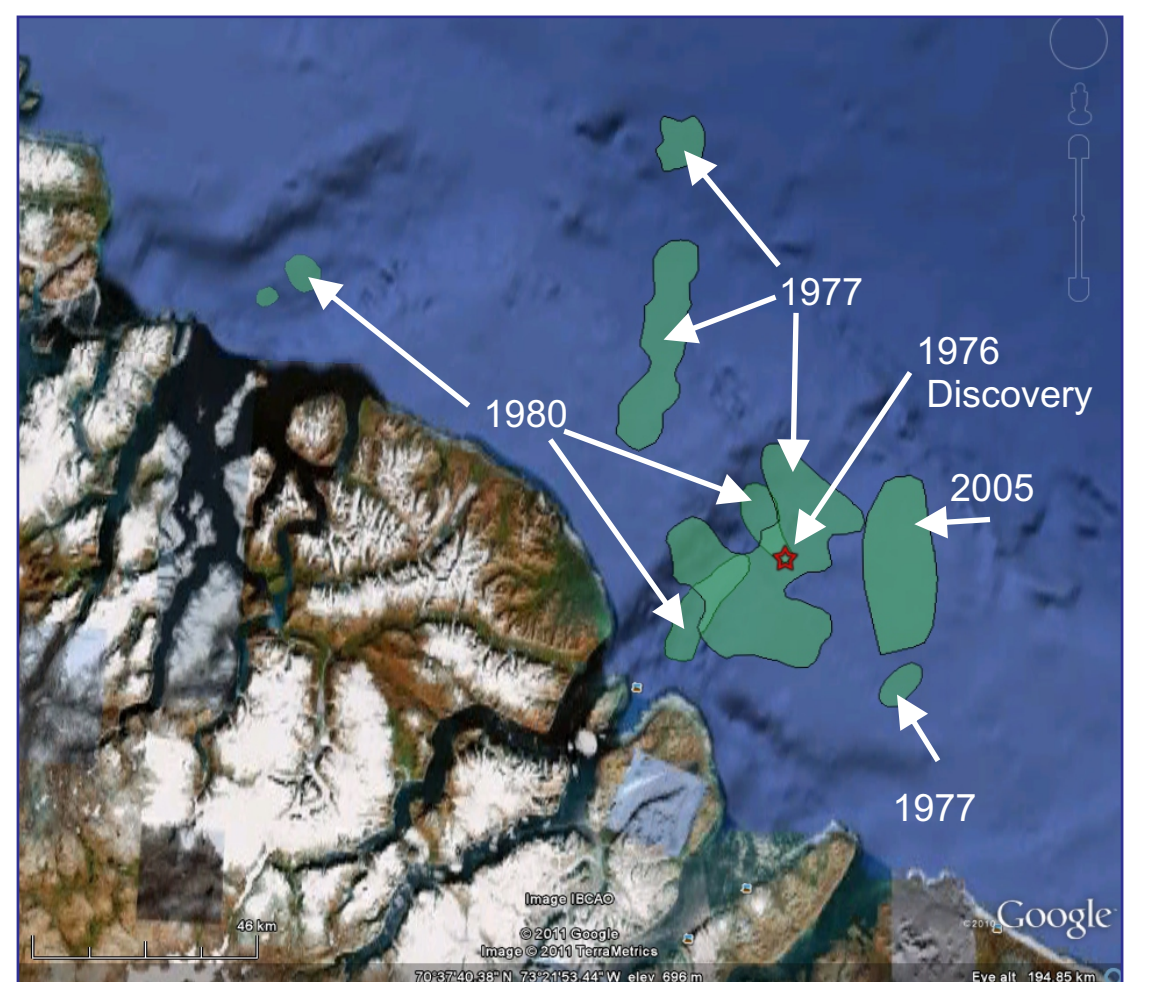 1977
1976
Discovery
1980
2005
1977
46 km
Image IBCAO
© 2011 Google
Image © 2011 TerraMetrics
©2010 Google
70°37'40.38" N 73°21'53.44" W elev 696 m
Eye alt 194.85 km